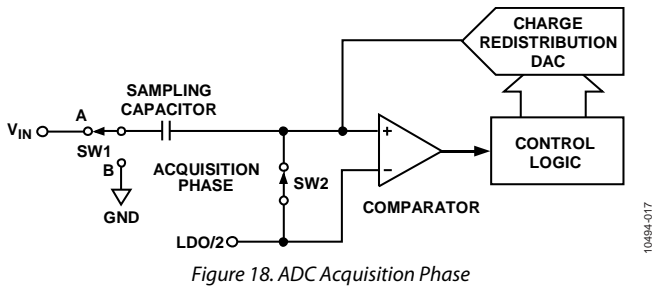 CHARGE
REDISTRIBUTION
DAC
SAMPLING
CAPACITOR
A
VIN
SW1
B
GND
ACQUISITION
PHASE
SW2
+
−
COMPARATOR
CONTROL
LOGIC
LDO/2
10494-017
Figure 18. ADC Acquisition Phase